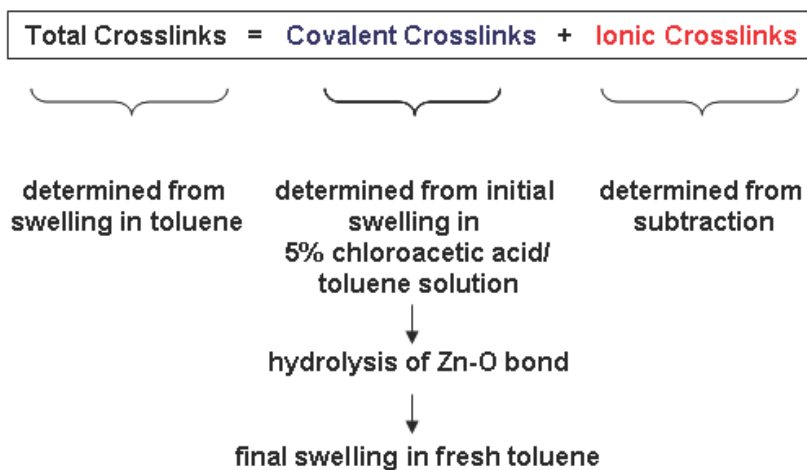 Total Crosslinks = Covalent Crosslinks + Ionic Crosslinks
determined from
swelling in toluene
determined from initial
swelling in
5% chloroacetic acid/
toluene solution
determined from
subtraction
hydrolysis of Zn-O bond
final swelling in fresh toluene